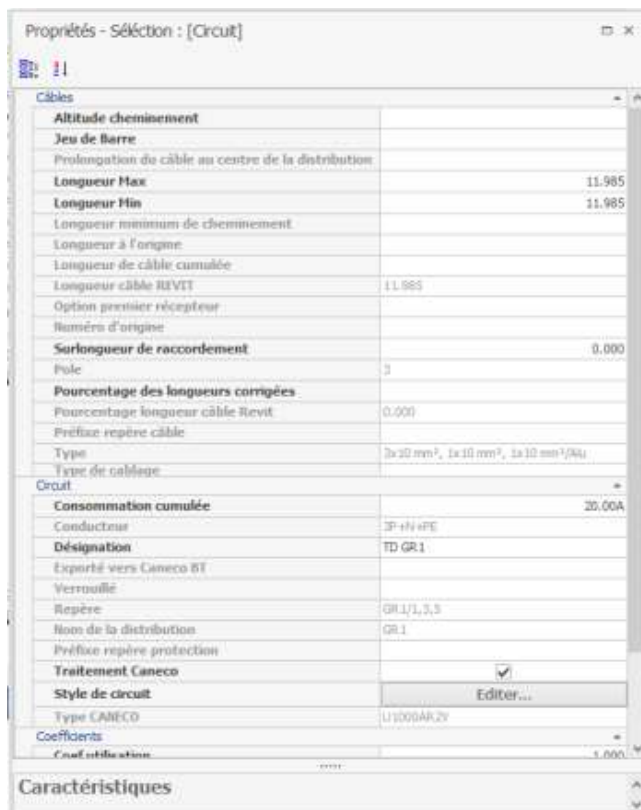 Propriétés - Séléction : [Circuit]
Câbles
Altitude cheminement
Jeu de Barre
Prolongation du câble au centre de la distribution
Longueur Max 11.985
Longueur Min 11.985
Longueur minimum de cheminement
Longueur à l'origine
Longueur de câble cumulée
Longueur câble REVIT 11.985
Option premier récepteur
Numéro d'origine
Surlongueur de raccordement 0.000
Pole 3
Pourcentage des longueurs corrigées
Pourcentage longueur câble Revit 0.000
Préfixe repère câble
Type 3x10 mm², 1x10 mm², 1x10 mm²/Alu
Type de cablage
Circuit
Consommation cumulée 20.00A
Conducteur 3P+N+PE
Désignation TD GR.1
Exporté vers Caneco BT
Verrouillé
Repère GR.1/1,3,5
Nom de la distribution GR.1
Préfixe repère protection
Traitement Caneco
Style de circuit Editer...
Type CANECO U1000AR2V
Coefficients
Coef utilisation 1.000
Caractéristiques